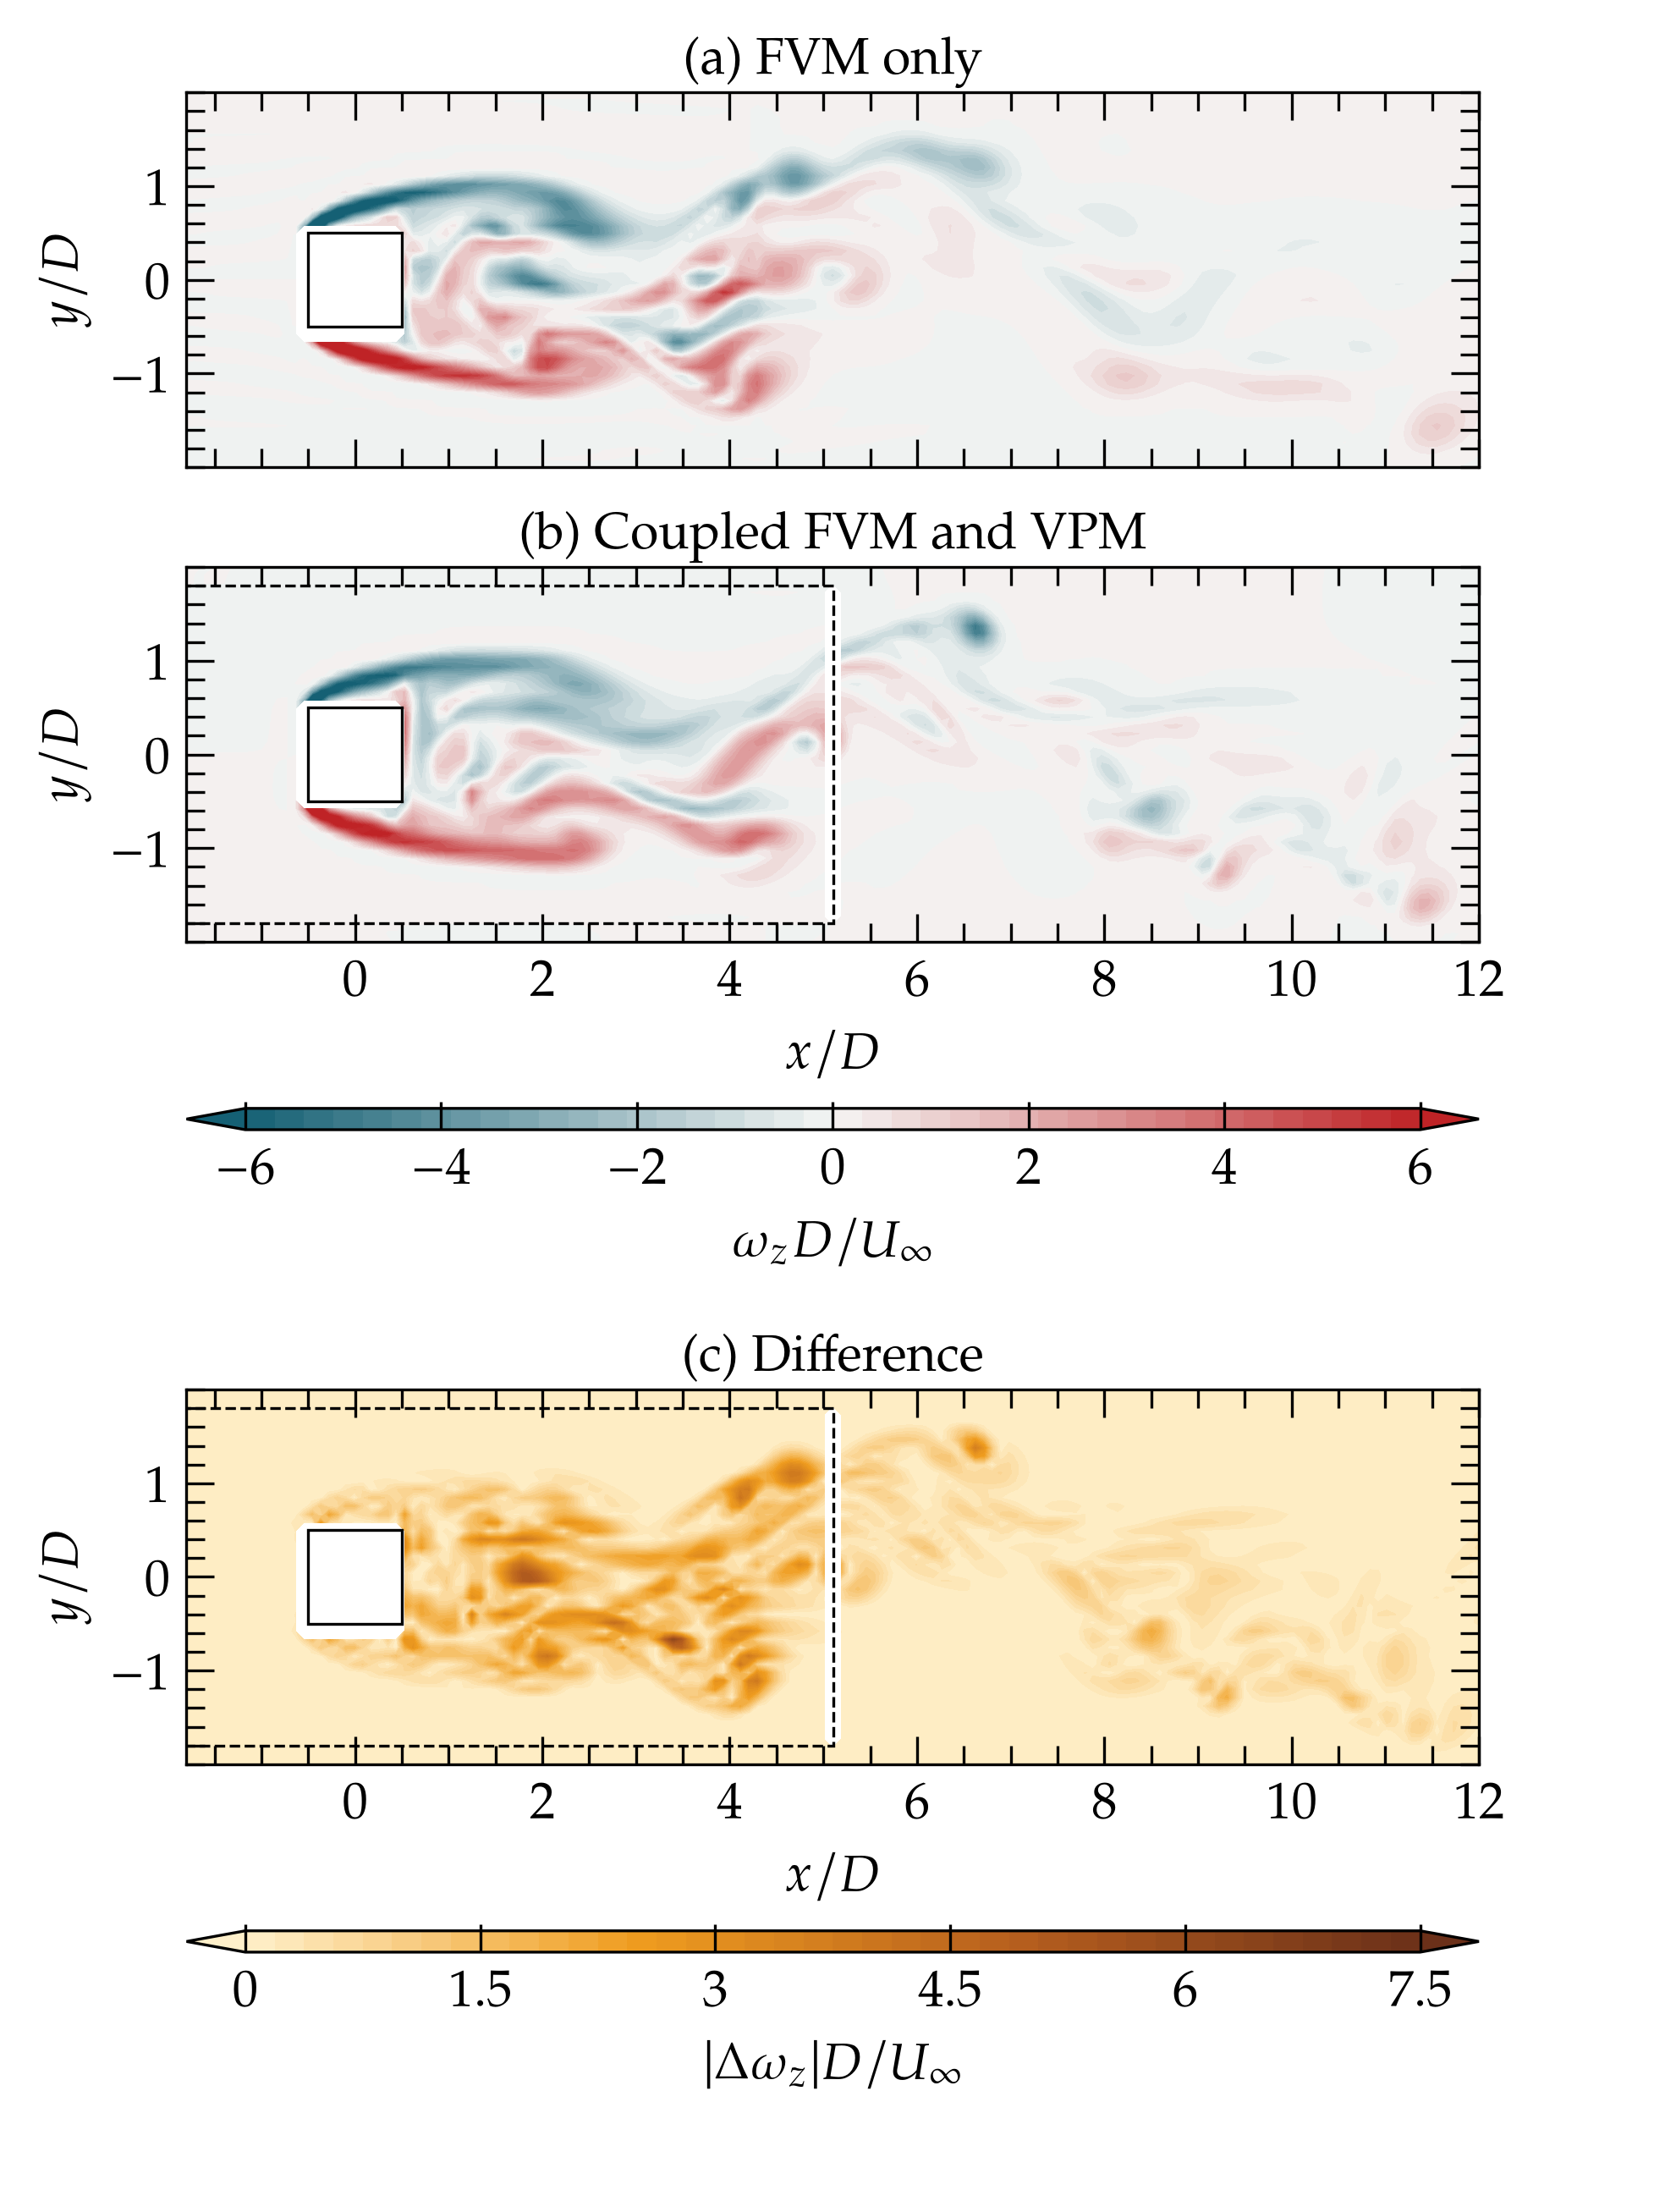 (a) FVM only
1
0
−1
y/D
(b) Coupled FVM and VPM
1
0
−1
y/D
0 2 4 6 8 10 12
x/D
−6 −4 −2 0 2 4 6
ω_z D/U_∞
(c) Difference
1
0
−1
y/D
0 2 4 6 8 10 12
x/D
0 1.5 3 4.5 6 7.5
|Δω_z|D/U_∞